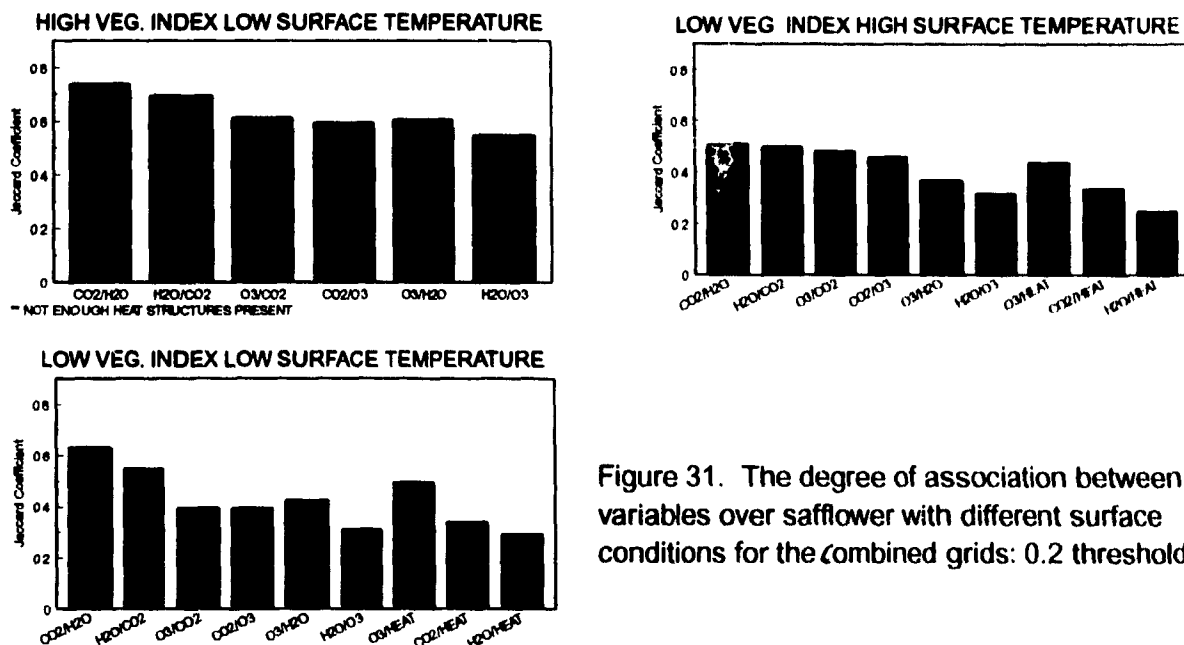 HIGH VEG. INDEX LOW SURFACE TEMPERATURE
Jaccard Coefficient
0.8
0.6
0.4
0.2
0
CO2/H2O H2O/CO2 O3/CO2 CO2/O3 O3/H2O H2O/O3
** NOT ENOUGH HEAT STRUCTURES PRESENT
LOW VEG INDEX HIGH SURFACE TEMPERATURE
Jaccard Coefficient
0.8
0.6
0.4
0.2
0
CO2/H2O H2O/CO2 O3/CO2 CO2/O3 O3/H2O H2O/O3 O3/HEAT CO2/HEAT H2O/HEAT
LOW VEG. INDEX LOW SURFACE TEMPERATURE
Jaccard Coefficient
0.8
0.6
0.4
0.2
0
CO2/H2O H2O/CO2 O3/CO2 CO2/O3 O3/H2O H2O/O3 O3/HEAT CO2/HEAT H2O/HEAT
Figure 31. The degree of association between
variables over safflower with different surface
conditions for the combined grids: 0.2 threshold